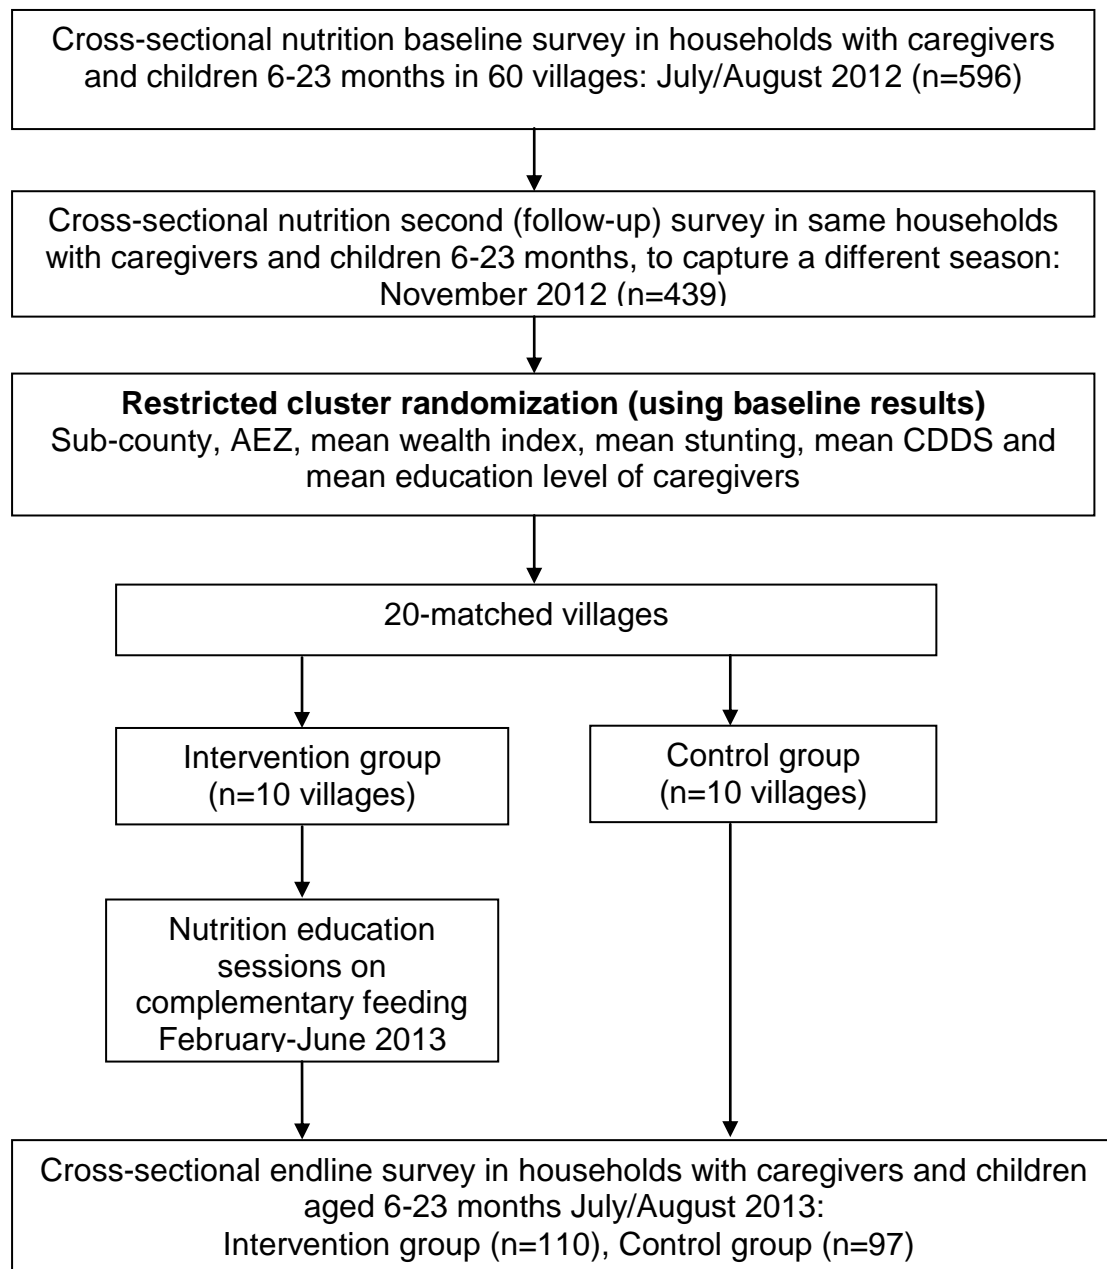 Cross-sectional nutrition baseline survey in households with caregivers
and children 6-23 months in 60 villages: July/August 2012 (n=596)
Cross-sectional nutrition second (follow-up) survey in same households
with caregivers and children 6-23 months, to capture a different season:
November 2012 (n=439)
Restricted cluster randomization (using baseline results)
Sub-county, AEZ, mean wealth index, mean stunting, mean CDDS and
mean education level of caregivers
20-matched villages
Intervention group
(n=10 villages)
Control group
(n=10 villages)
Nutrition education
sessions on
complementary feeding
February-June 2013
Cross-sectional endline survey in households with caregivers and children
aged 6-23 months July/August 2013:
Intervention group (n=110), Control group (n=97)